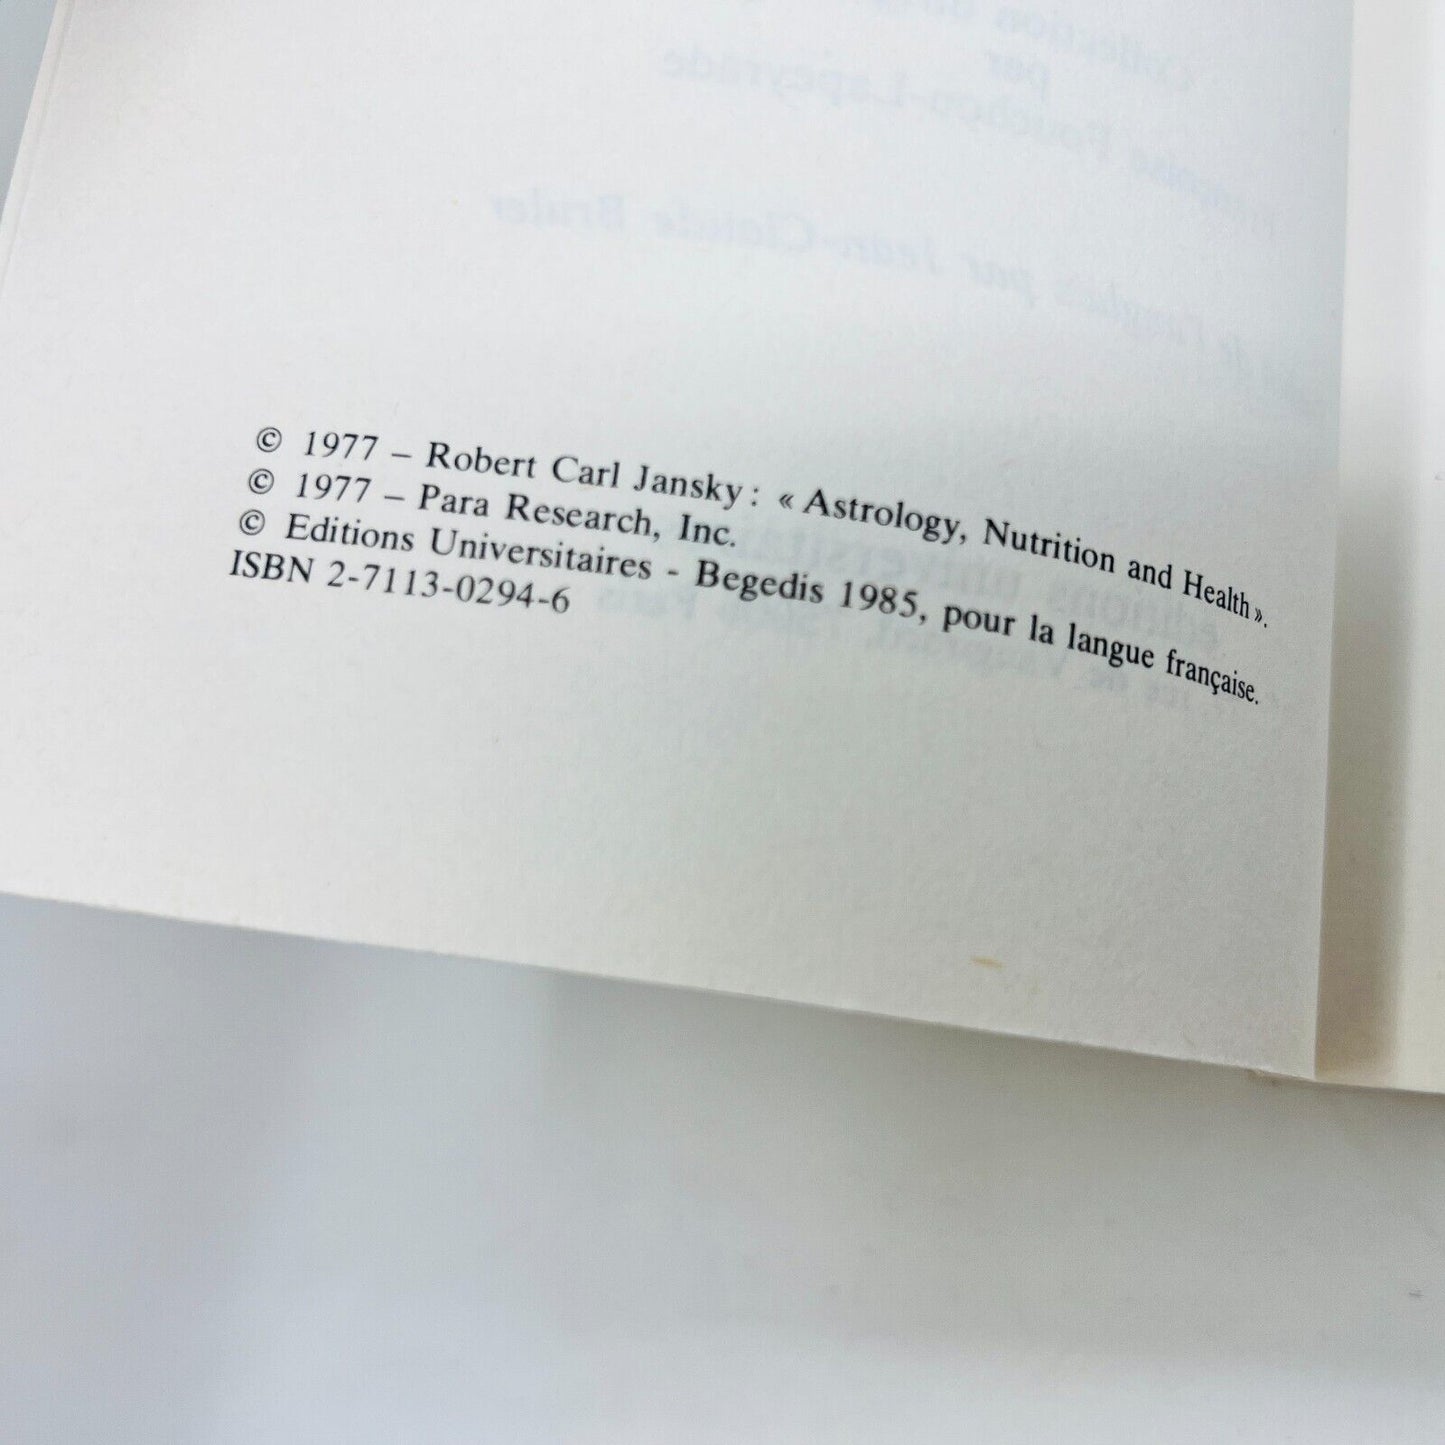 © 1977 – Robert Carl Jansky : « Astrology, Nutrition and Health ».
© 1977 – Para Research, Inc.
© Editions Universitaires - Begedis 1985, pour la langue française.
ISBN 2-7113-0294-6